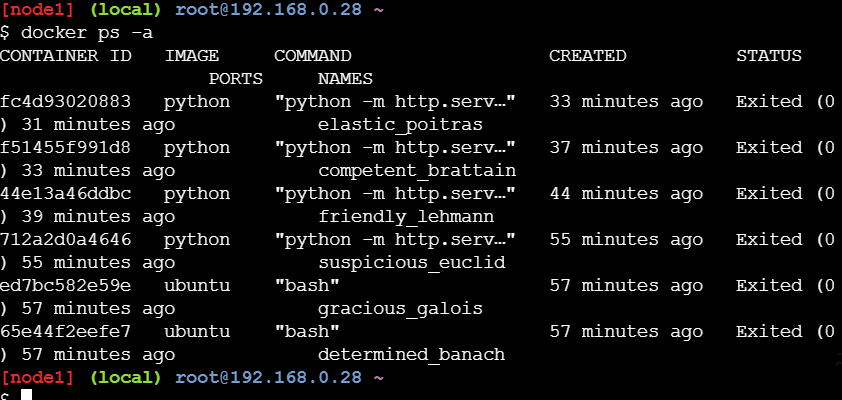 [node1] (local) root@192.168.0.28 ~
$ docker ps -a
CONTAINER ID   IMAGE     COMMAND                  CREATED          STATUS
                   PORTS     NAMES
fc4d93020883   python    "python -m http.serv…"   33 minutes ago   Exited (0
) 31 minutes ago             elastic_poitras
f51455f991d8   python    "python -m http.serv…"   37 minutes ago   Exited (0
) 33 minutes ago             competent_brattain
44e13a46ddbc   python    "python -m http.serv…"   44 minutes ago   Exited (0
) 39 minutes ago             friendly_lehmann
712a2d0a4646   python    "python -m http.serv…"   55 minutes ago   Exited (0
) 55 minutes ago             suspicious_euclid
ed7bc582e59e   ubuntu    "bash"                   57 minutes ago   Exited (0
) 57 minutes ago             gracious_galois
65e44f2eefe7   ubuntu    "bash"                   57 minutes ago   Exited (0
) 57 minutes ago             determined_banach
[node1] (local) root@192.168.0.28 ~
$